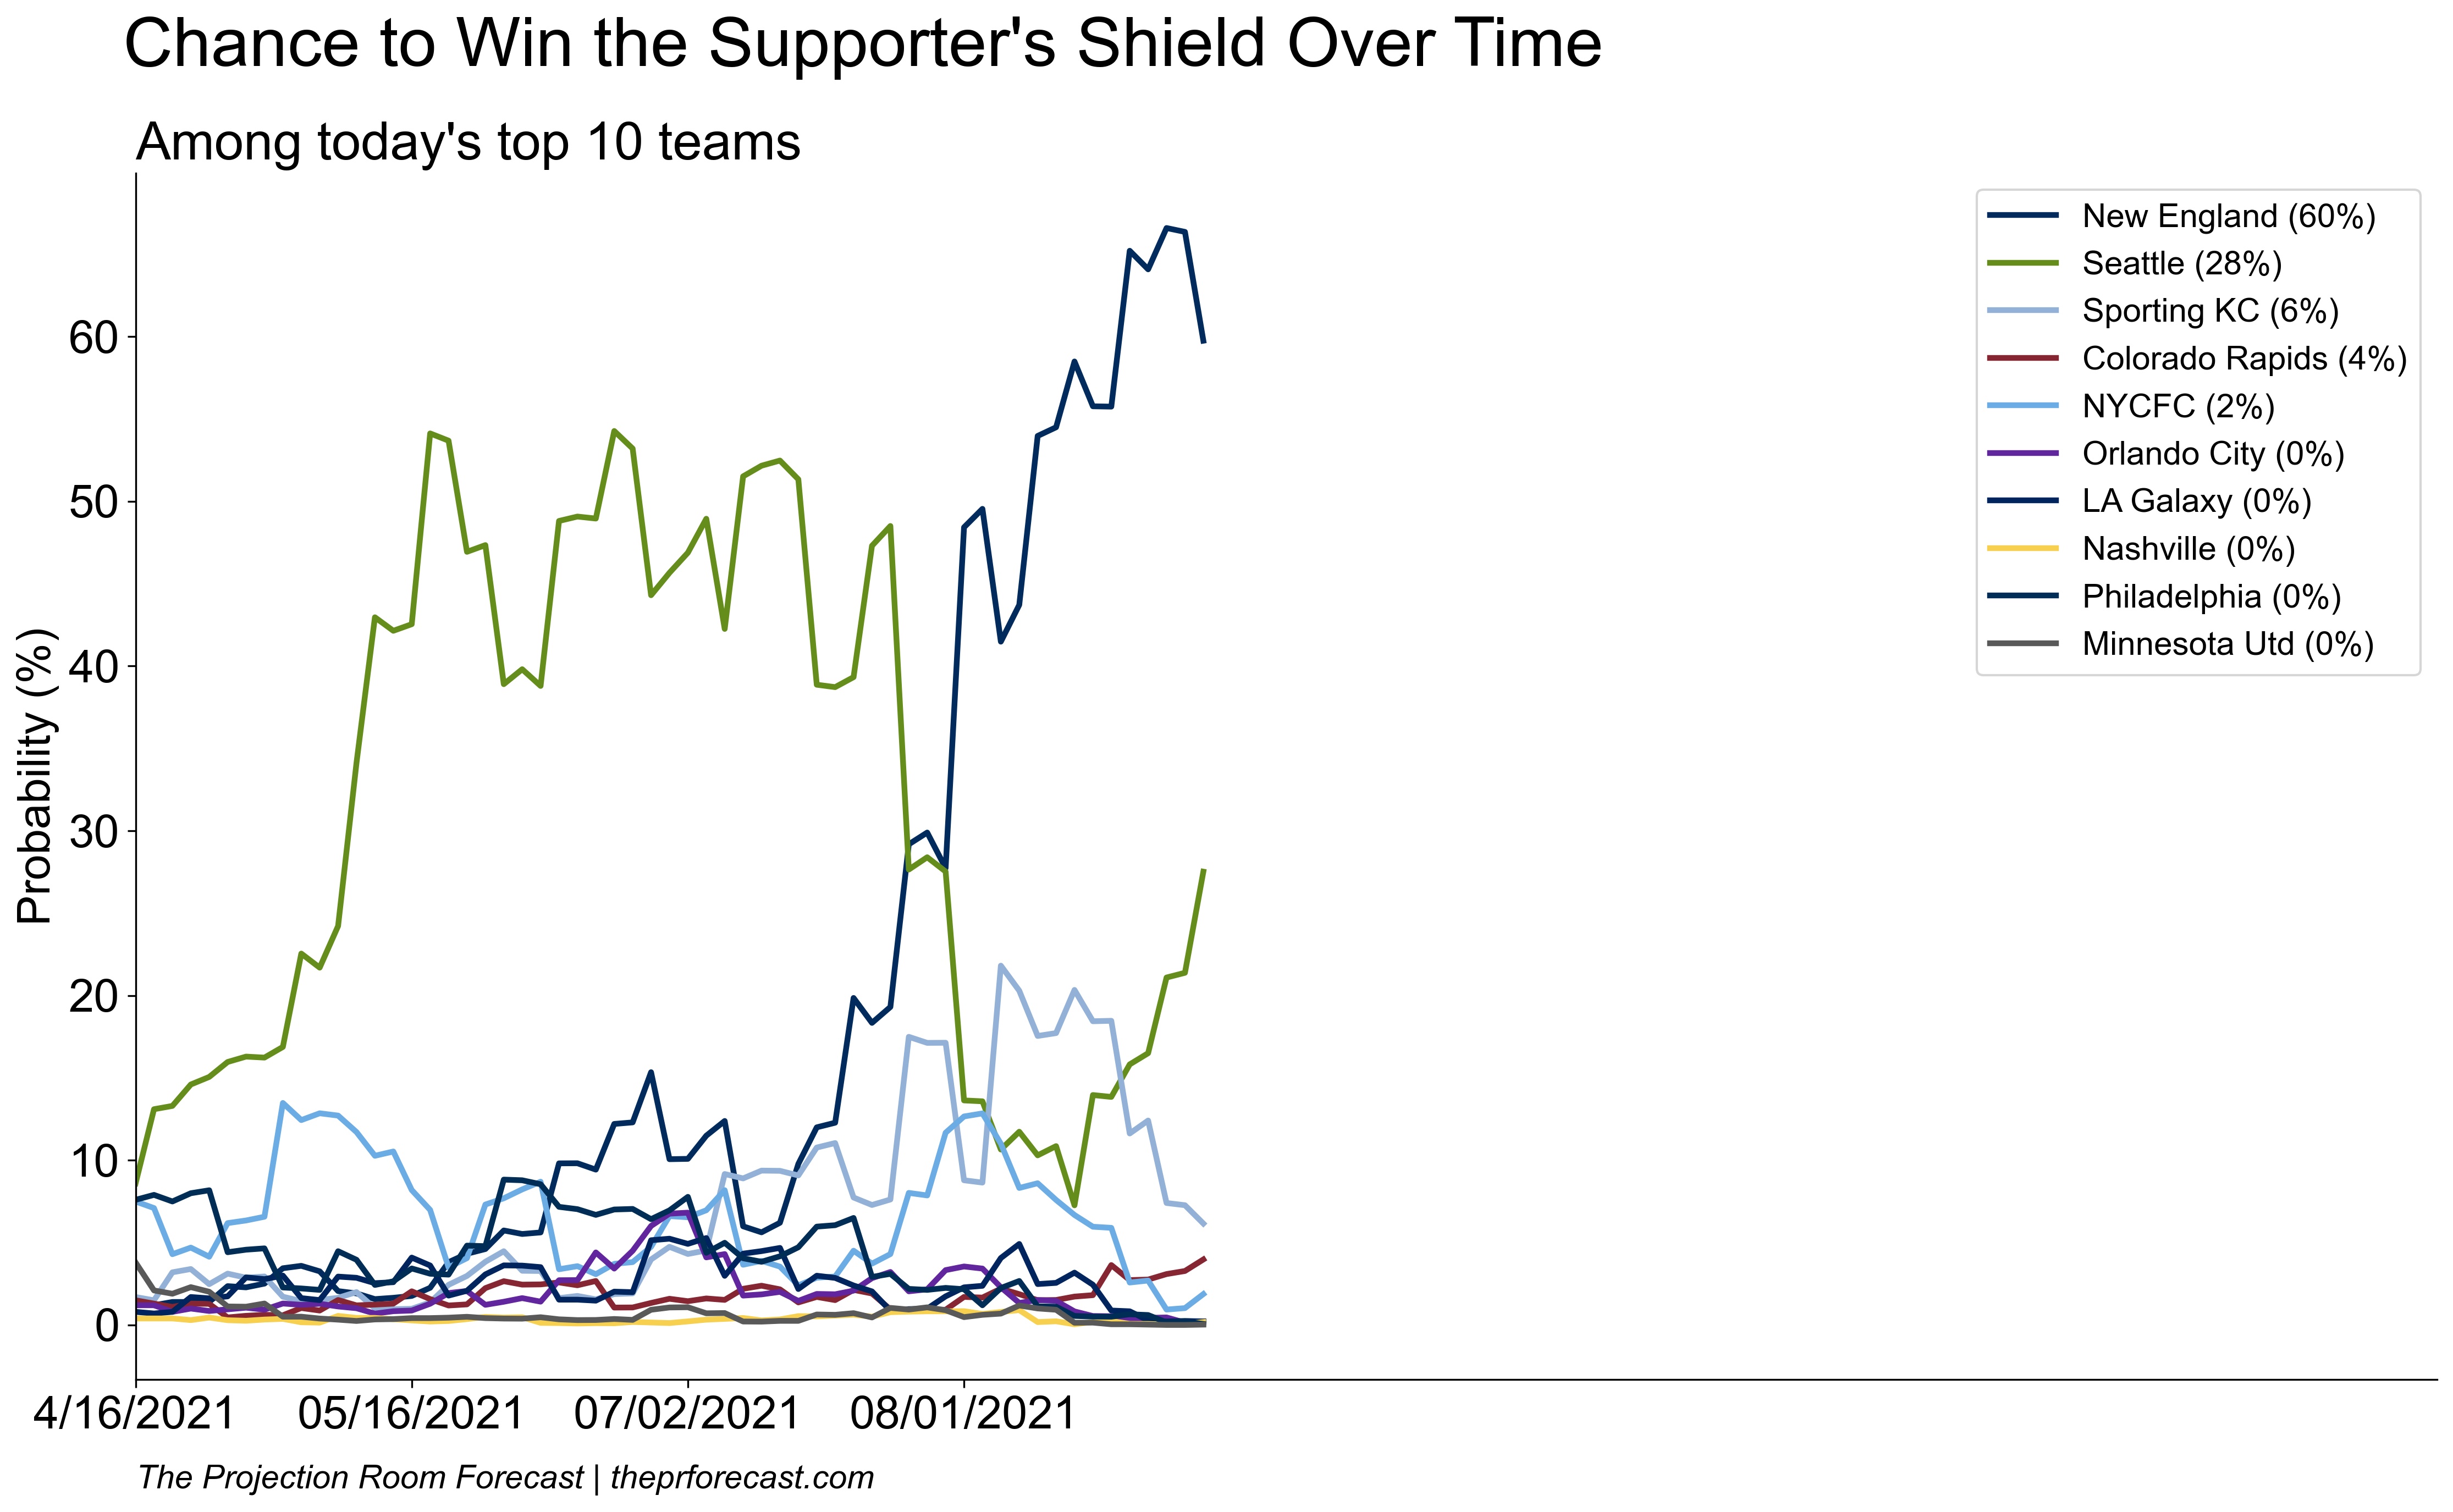 Chance to Win the Supporter's Shield Over Time
Among today's top 10 teams
New England (60%)
Seattle (28%)
Sporting KC (6%)
Colorado Rapids (4%)
NYCFC (2%)
Orlando City (0%)
LA Galaxy (0%)
Nashville (0%)
Philadelphia (0%)
Minnesota Utd (0%)
Probability (%)
60
50
40
30
20
10
0
4/16/2021 05/16/2021 07/02/2021 08/01/2021
The Projection Room Forecast | theprforecast.com